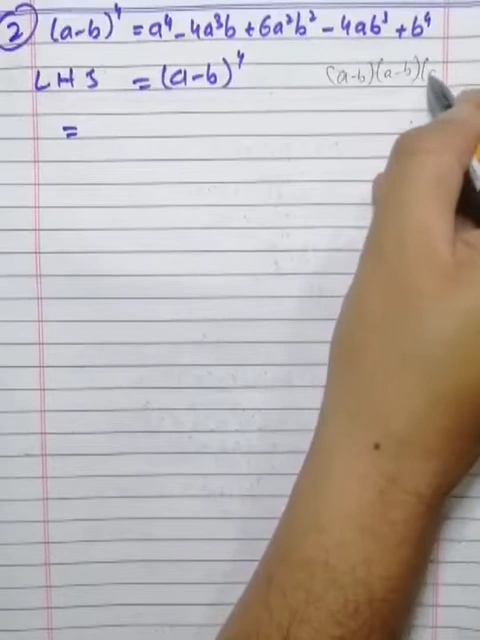 ② (a-b)⁴ = a⁴ - 4a³b + 6a²b² - 4ab³ + b⁴
LHS = (a-b)⁴ (a-b)(a-b)(
=